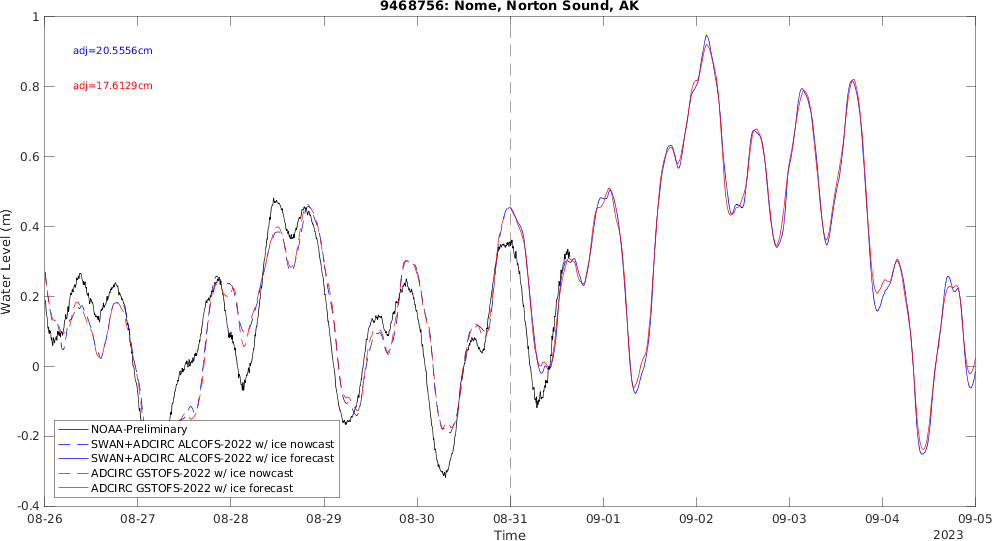 9468756: Nome, Norton Sound, AK
adj=20.5556cm
adj=17.6129cm
Water Level (m)
1
0.8
0.6
0.4
0.2
0
-0.2
-0.4
NOAA-Preliminary
SWAN+ADCIRC ALCOFS-2022 w/ ice nowcast
SWAN+ADCIRC ALCOFS-2022 w/ ice forecast
ADCIRC GSTOFS-2022 w/ ice nowcast
ADCIRC GSTOFS-2022 w/ ice forecast
08-26 08-27 08-28 08-29 08-30 08-31 09-01 09-02 09-03 09-04 09-05
Time
2023